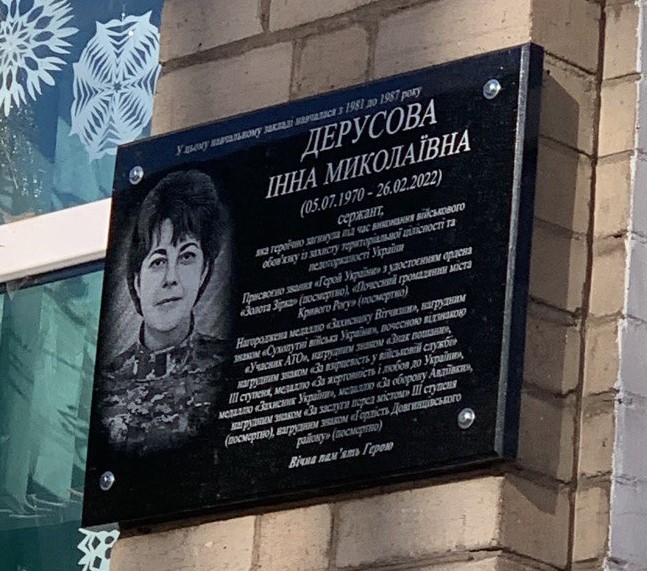 У цьому навчальному закладі навчалася з 1981 до 1987 року
ДЕРУСОВА
ІННА МИКОЛАЇВНА
(05.07.1970 - 26.02.2022)
сержант,
яка героїчно загинула під час виконання військового
обов'язку із захисту територіальної цілісності та
недоторканості України
Присвоєно звання «Герой України» з удостоєнням ордена
«Золота Зірка» (посмертно), «Почесний громадянин міста
Кривого Рогу» (посмертно)
Нагороджена медаллю «Захиснику Вітчизни», нагрудним
знаком «Сухопутні війська України», почесною відзнакою
«Учасник АТО», нагрудним знаком «Знак пошани»,
нагрудним знаком «За взірцевість у військовій службі»
ІІІ ступеня, медаллю «За жертовність і любов до України»,
медаллю «Захисник України», медаллю «За оборону Авдіївки»,
нагрудним знаком «За заслуги перед містом» ІІІ ступеня
(посмертно), нагрудним знаком «Гордість Довгинцівського
району» (посмертно)
Вічна пам'ять Герою